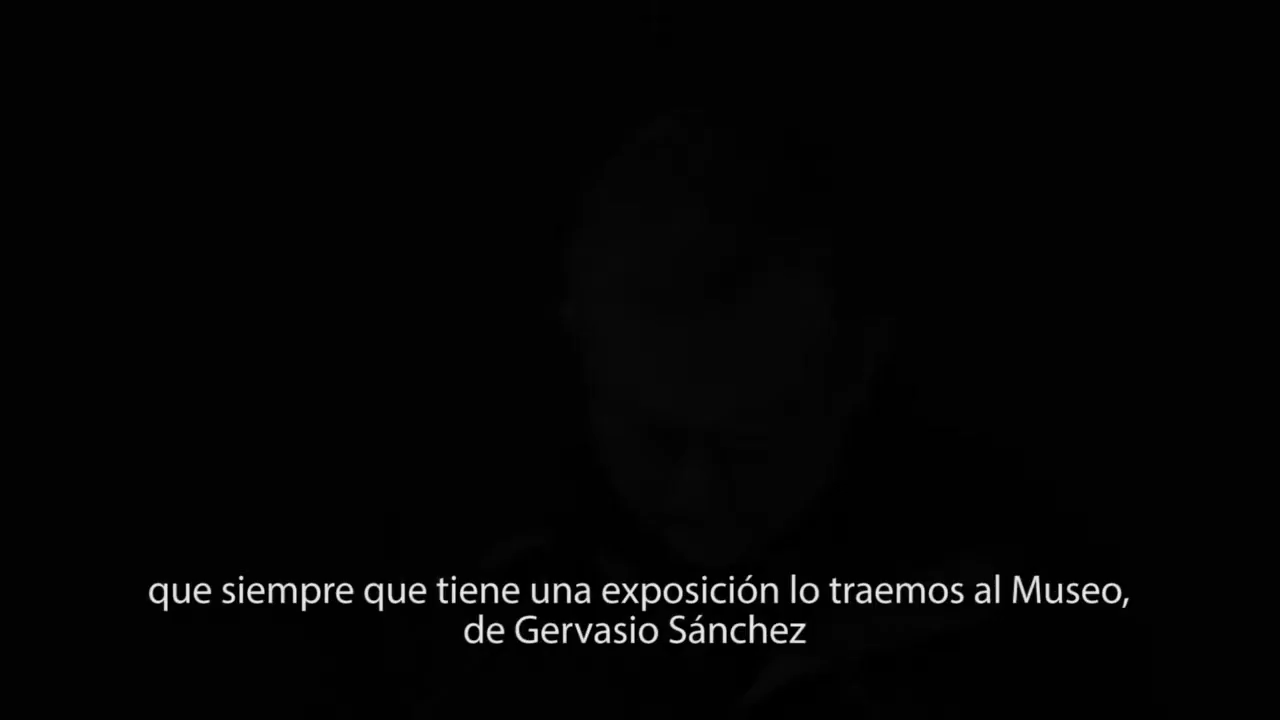 que siempre que tiene una exposición lo traemos al Museo,
de Gervasio Sánchez